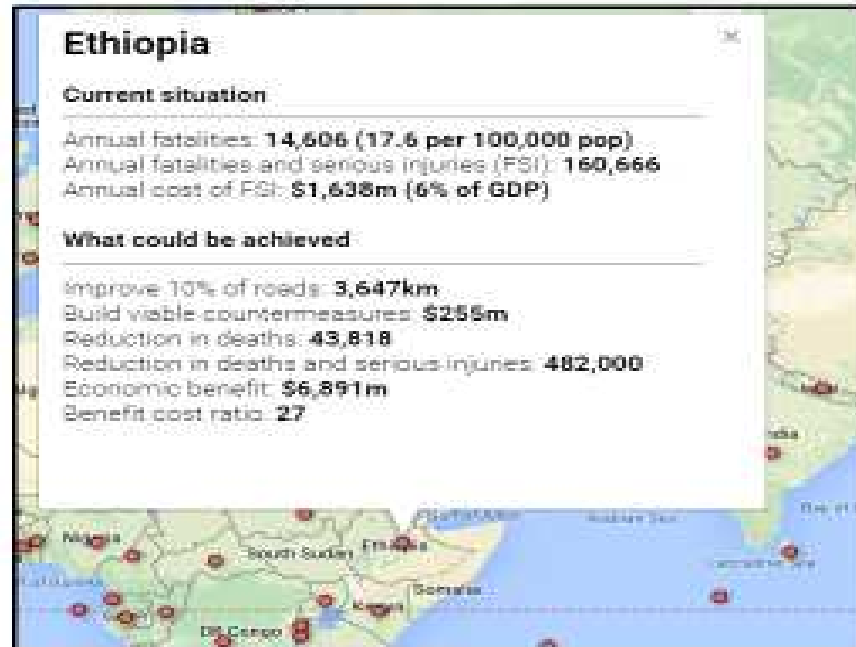 Ethiopia
Current situation
Annual fatalities: 14,606 (17.6 per 100,000 pop)
Annual fatalities and serious injuries (FSI): 160,666
Annual cost of FSI: $1,638m (6% of GDP)
What could be achieved
Improve 10% of roads: 3,647km
Build viable countermeasures: $255m
Reduction in deaths: 43,818
Reduction in deaths and serious injuries: 482,000
Economic benefit: $6,891m
Benefit cost ratio: 27
Arabian Sea
Nigeria
South Sudan
Ethiopia
Somalia
Kenya
DR Congo